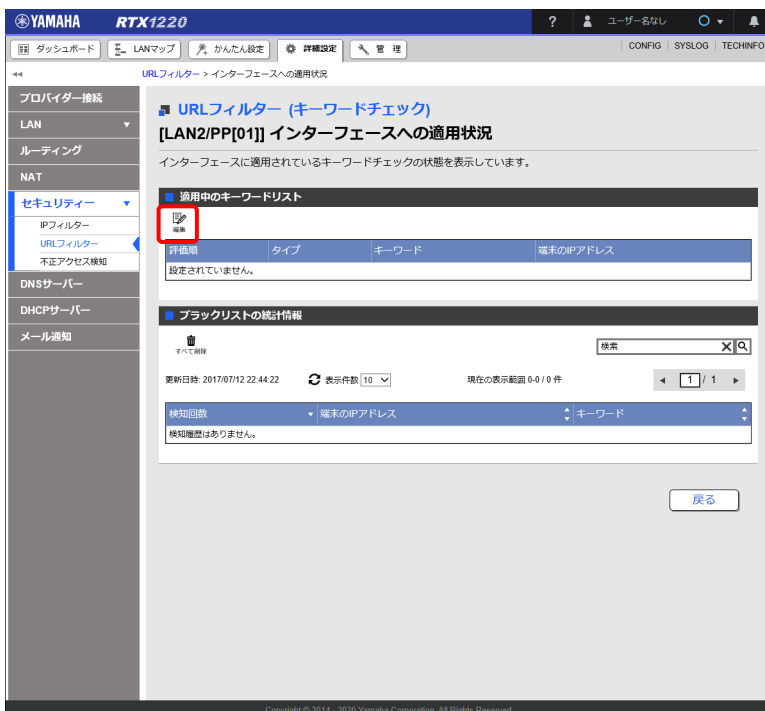 YAMAHA RTX1220 ? ユーザーなし
ダッシュボード LANマップ かんたん設定 詳細設定 管 理 CONFIG SYSLOG TECHINFO
URLフィルター > インターフェースへの適用状況
プロバイダー接続
LAN
ルーティング
NAT
セキュリティー
IPフィルター
URLフィルター
不正アクセス検知
DNSサーバー
DHCPサーバー
メール通知
URLフィルター (キーワードチェック)
[LAN2/PP[01]] インターフェースへの適用状況
インターフェースに適用されているキーワードチェックの状態を表示しています。
適用中のキーワードリスト
編集
評価順 タイプ キーワード 端末のIPアドレス
設定されていません。
ブラックリストの統計情報
すべて削除
検索
更新日時: 2017/07/12 22:44:22 表示件数 10 現在の表示範囲 0-0 / 0 件 1 / 1
検知回数 端末のIPアドレス キーワード
検知履歴はありません。
戻る
Copyright © 2014 - 2020 Yamaha Corporation. All Rights Reserved.